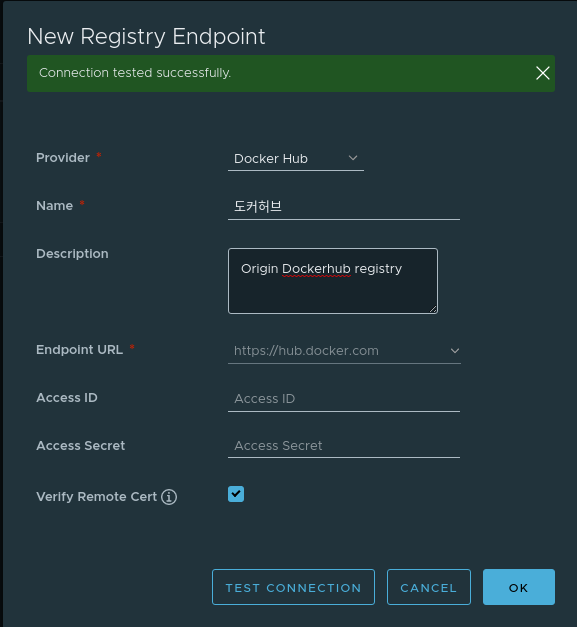 New Registry Endpoint
Connection tested successfully.
Provider *
Docker Hub
Name *
도커허브
Description
Origin Dockerhub registry
Endpoint URL *
https://hub.docker.com
Access ID
Access ID
Access Secret
Access Secret
Verify Remote Cert
TEST CONNECTION
CANCEL
OK